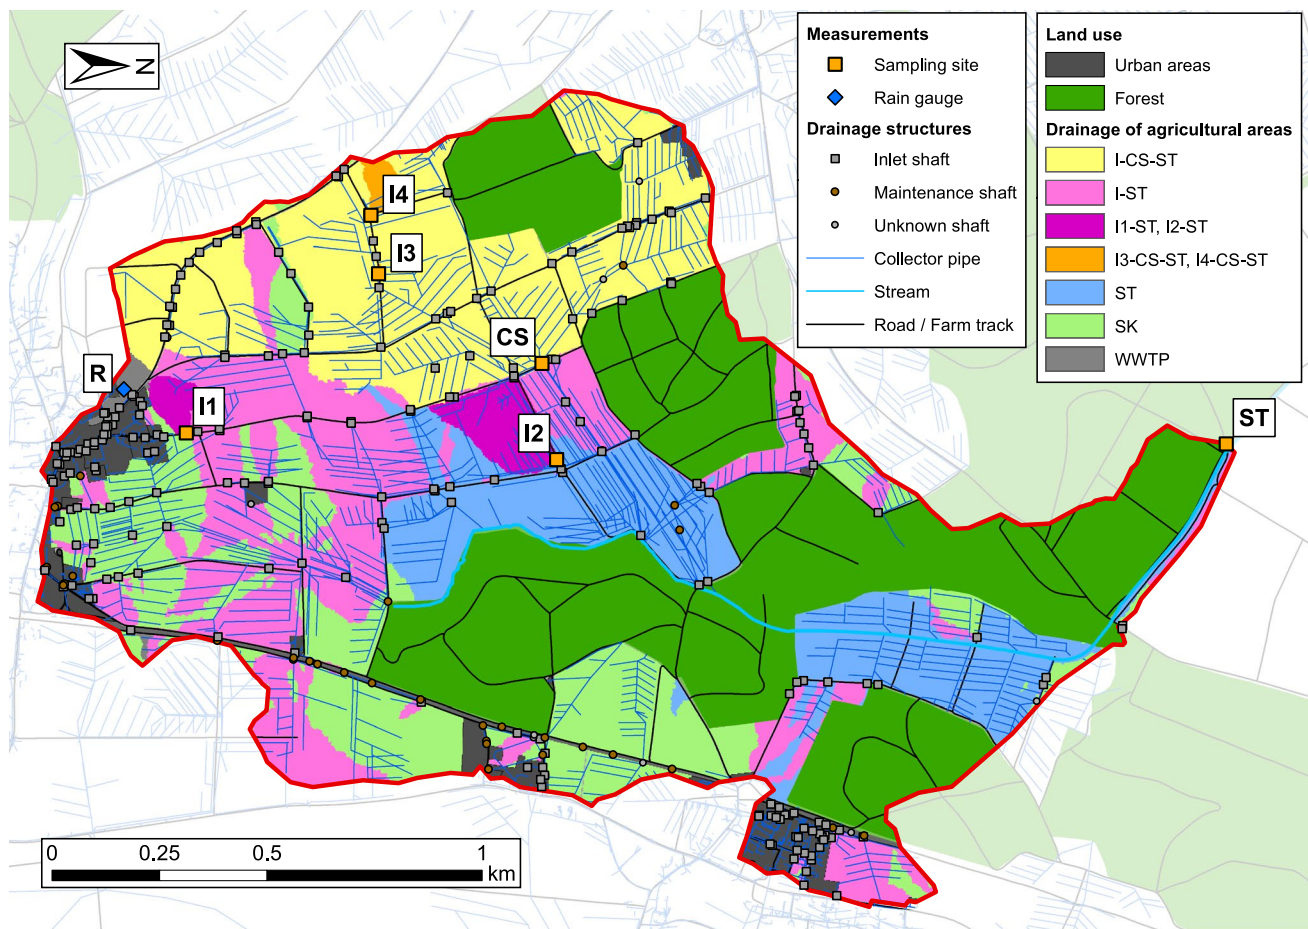 N
Measurements
Sampling site
Rain gauge
Drainage structures
Inlet shaft
Maintenance shaft
Unknown shaft
Collector pipe
Stream
Road / Farm track
Land use
Urban areas
Forest
Drainage of agricultural areas
I-CS-ST
I-ST
I1-ST, I2-ST
I3-CS-ST, I4-CS-ST
ST
SK
WWTP
I4
I3
CS
R
I1
I2
ST
0 0.25 0.5 1
km